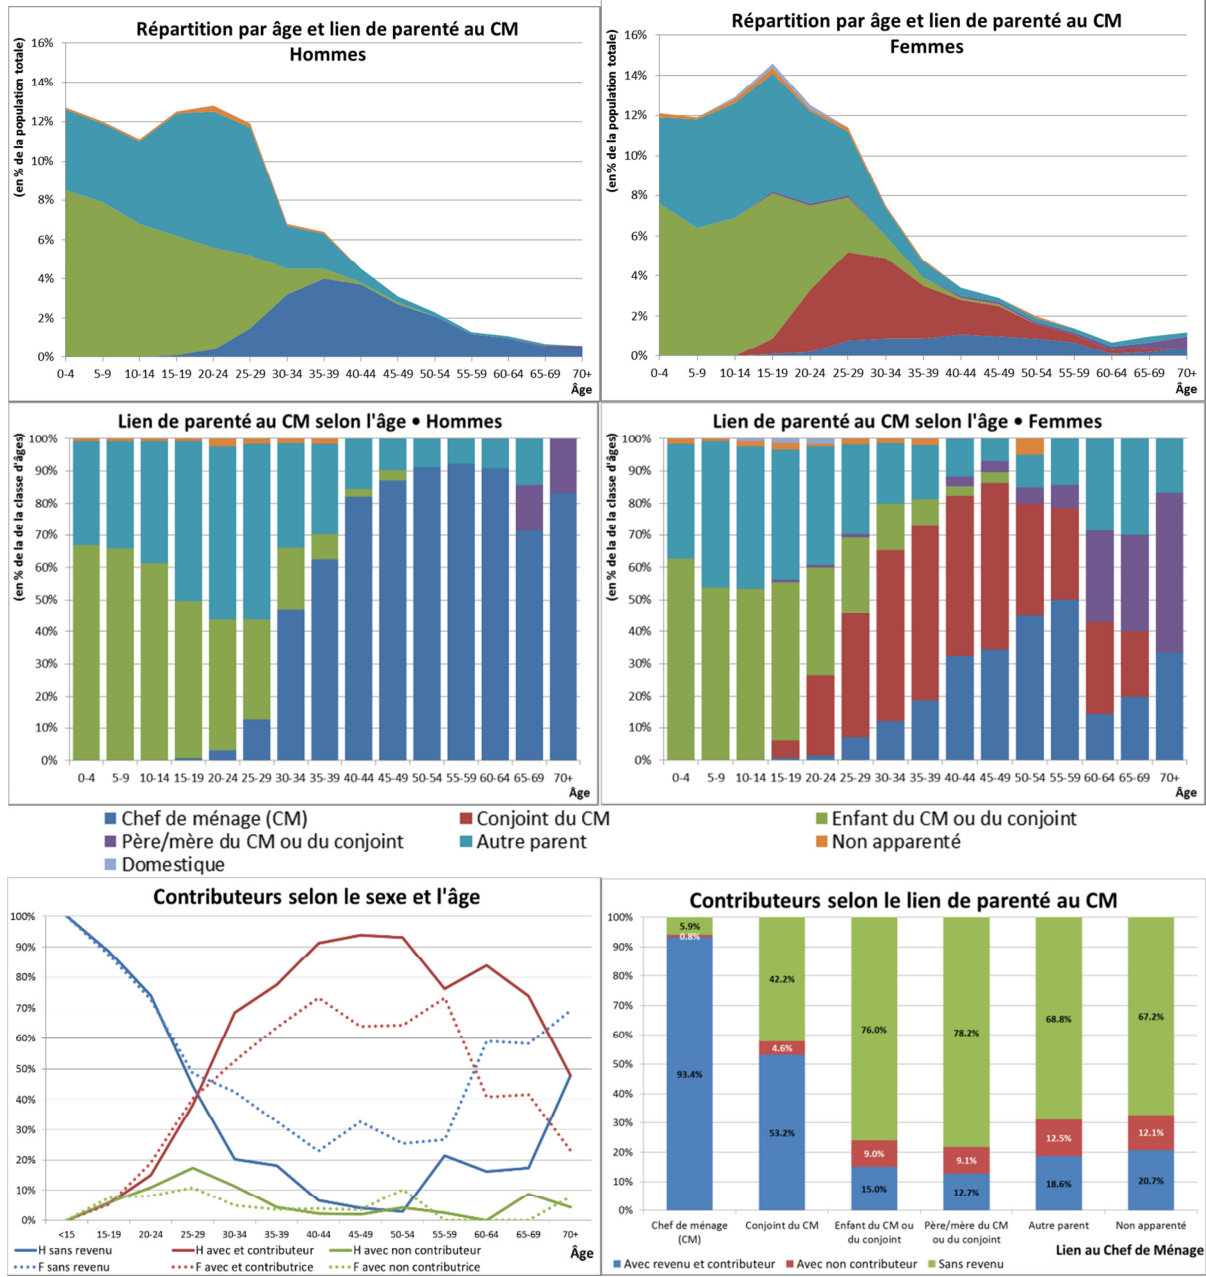 Répartition par âge et lien de parenté au CM
Hommes
(en % de la population totale)
16%
14%
12%
10%
8%
6%
4%
2%
0%
0-4 5-9 10-14 15-19 20-24 25-29 30-34 35-39 40-44 45-49 50-54 55-59 60-64 65-69 70+
Âge
Répartition par âge et lien de parenté au CM
Femmes
(en % de la population totale)
16%
14%
12%
10%
8%
6%
4%
2%
0%
0-4 5-9 10-14 15-19 20-24 25-29 30-34 35-39 40-44 45-49 50-54 55-59 60-64 65-69 70+
Âge
Lien de parenté au CM selon l'âge • Hommes
(en % de la de la classe d'âges)
100%
90%
80%
70%
60%
50%
40%
30%
20%
10%
0%
0-4 5-9 10-14 15-19 20-24 25-29 30-34 35-39 40-44 45-49 50-54 55-59 60-64 65-69 70+
Âge
Lien de parenté au CM selon l'âge • Femmes
(en % de la de la classe d'âges)
100%
90%
80%
70%
60%
50%
40%
30%
20%
10%
0%
0-4 5-9 10-14 15-19 20-24 25-29 30-34 35-39 40-44 45-49 50-54 55-59 60-64 65-69 70+
Âge
Chef de ménage (CM) Conjoint du CM Enfant du CM ou du conjoint
Père/mère du CM ou du conjoint Autre parent Non apparenté
Domestique
Contributeurs selon le sexe et l'âge
100%
90%
80%
70%
60%
50%
40%
30%
20%
10%
0%
<15 15-19 20-24 25-29 30-34 35-39 40-44 45-49 50-54 55-59 60-64 65-69 70+
Âge
H sans revenu H avec et contributeur H avec non contributeur
F sans revenu F avec et contributrice F avec non contributrice
Contributeurs selon le lien de parenté au CM
100%
90%
80%
70%
60%
50%
40%
30%
20%
10%
0%
5.9% 42.2% 76.0% 78.2% 68.8% 67.2%
0.8% 4.6% 9.0% 9.1% 12.5% 12.1%
93.4% 53.2% 15.0% 12.7% 18.6% 20.7%
Chef de ménage Conjoint du CM Enfant du CM ou Père/mère du CM Autre parent Non apparenté
(CM) du conjoint ou du conjoint
Lien au Chef de Ménage
Avec revenu et contributeur Avec non contributeur Sans revenu